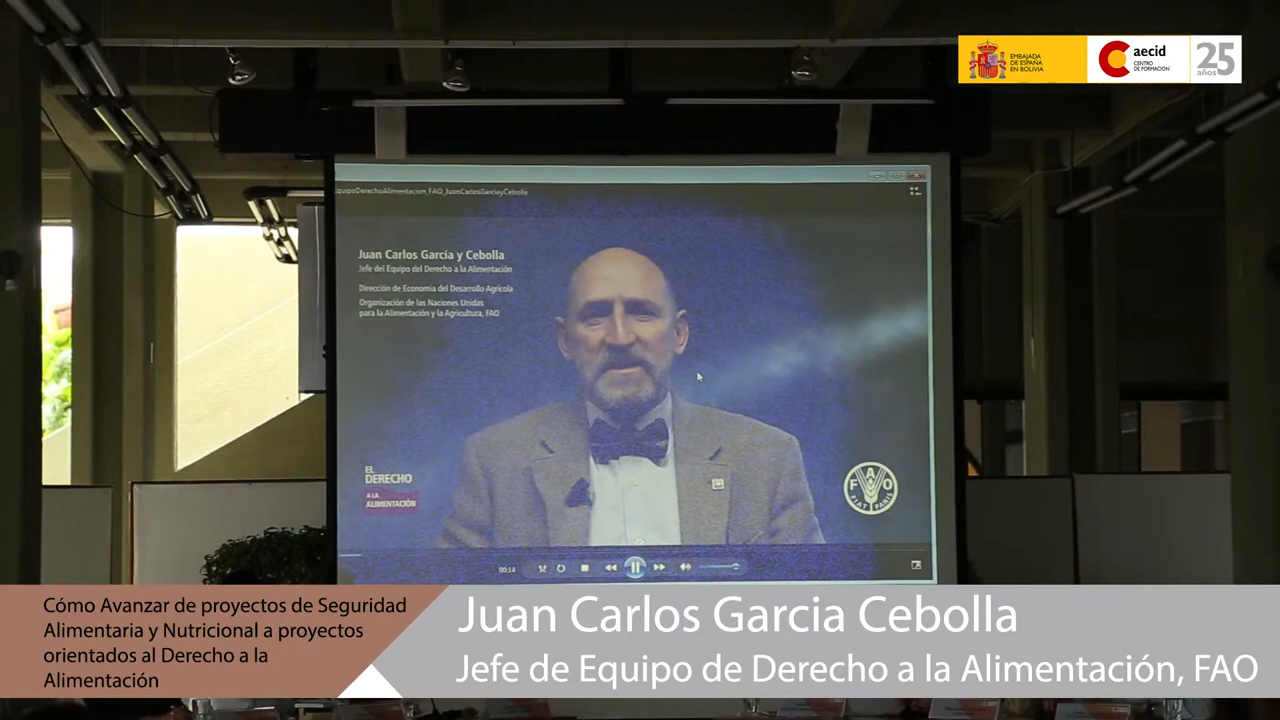 EMBAJADA
DE ESPAÑA
EN BOLIVIA
aecid
CENTRO
DE FORMACIÓN
25
años
EquipoDerechoAlimentacion_FAO_JuanCarlosGarciayCebolla
Juan Carlos Garcia y Cebolla
Jefe del Equipo del Derecho a la Alimentación
Dirección de Economía del Desarrollo Agrícola
Organización de las Naciones Unidas
para la Alimentación y la Agricultura, FAO
EL
DERECHO
A LA
ALIMENTACIÓN
FAO
FIAT PANIS
00:14
Cómo Avanzar de proyectos de Seguridad
Alimentaria y Nutricional a proyectos
orientados al Derecho a la
Alimentación
Juan Carlos Garcia Cebolla
Jefe de Equipo de Derecho a la Alimentación, FAO